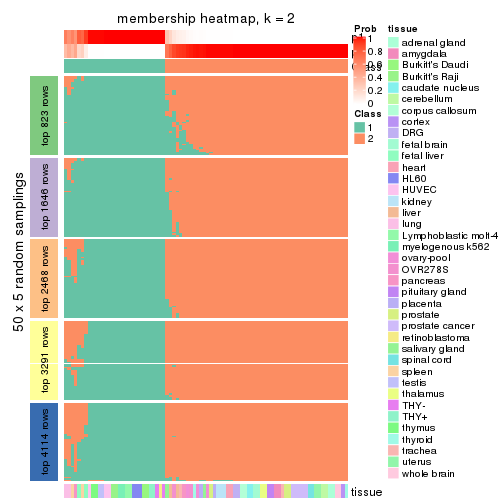 membership heatmap, k = 2
50 x 5 random samplings
top 823 rows
top 1646 rows
top 2468 rows
top 3291 rows
top 4114 rows
tissue
Prob
1
0.8
0.6
0.4
0.2
0
Class
1
2
tissue
adrenal gland
amygdala
Burkitt's Daudi
Burkitt's Raji
caudate nucleus
cerebellum
corpus callosum
cortex
DRG
fetal brain
fetal liver
heart
HL60
HUVEC
kidney
liver
lung
Lymphoblastic molt-4
myelogenous k562
ovary-pool
OVR278S
pancreas
pituitary gland
placenta
prostate
prostate cancer
retinoblastoma
salivary gland
spinal cord
spleen
testis
thalamus
THY-
THY+
thymus
thyroid
trachea
uterus
whole brain